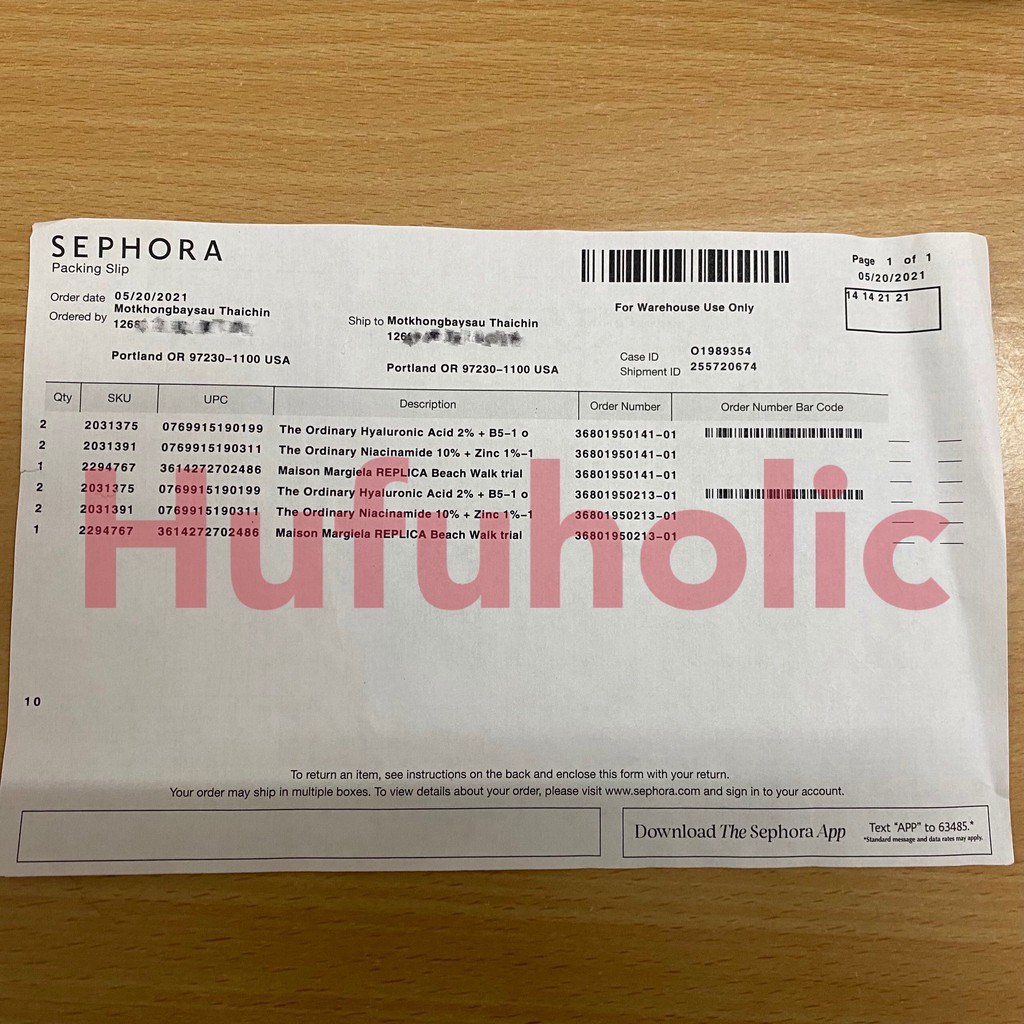 SEPHORA
Packing Slip
Order date 05/20/2021
Ordered by Motkhongbaysau Thaichin
126
Portland OR 97230-1100 USA
Ship to Motkhongbaysau Thaichin
126
Portland OR 97230-1100 USA
For Warehouse Use Only
Case ID O1989354
Shipment ID 255720674
Page 1 of 1
05/20/2021
14 14 21 21
Qty SKU UPC Description Order Number Order Number Bar Code
2 2031375 0769915190199 The Ordinary Hyaluronic Acid 2% + B5-1 o 36801950141-01
2 2031391 0769915190311 The Ordinary Niacinamide 10% + Zinc 1%-1 36801950141-01
1 2294767 3614272702486 Maison Margiela REPLICA Beach Walk trial 36801950141-01
2 2031375 0769915190199 The Ordinary Hyaluronic Acid 2% + B5-1 o 36801950213-01
2 2031391 0769915190311 The Ordinary Niacinamide 10% + Zinc 1%-1 36801950213-01
1 2294767 3614272702486 Maison Margiela REPLICA Beach Walk trial 36801950213-01
Hufuholic
10
To return an item, see instructions on the back and enclose this form with your return.
Your order may ship in multiple boxes. To view details about your order, please visit www.sephora.com and sign in to your account.
Download The Sephora App
Text "APP" to 63485.*
*Standard message and data rates may apply.